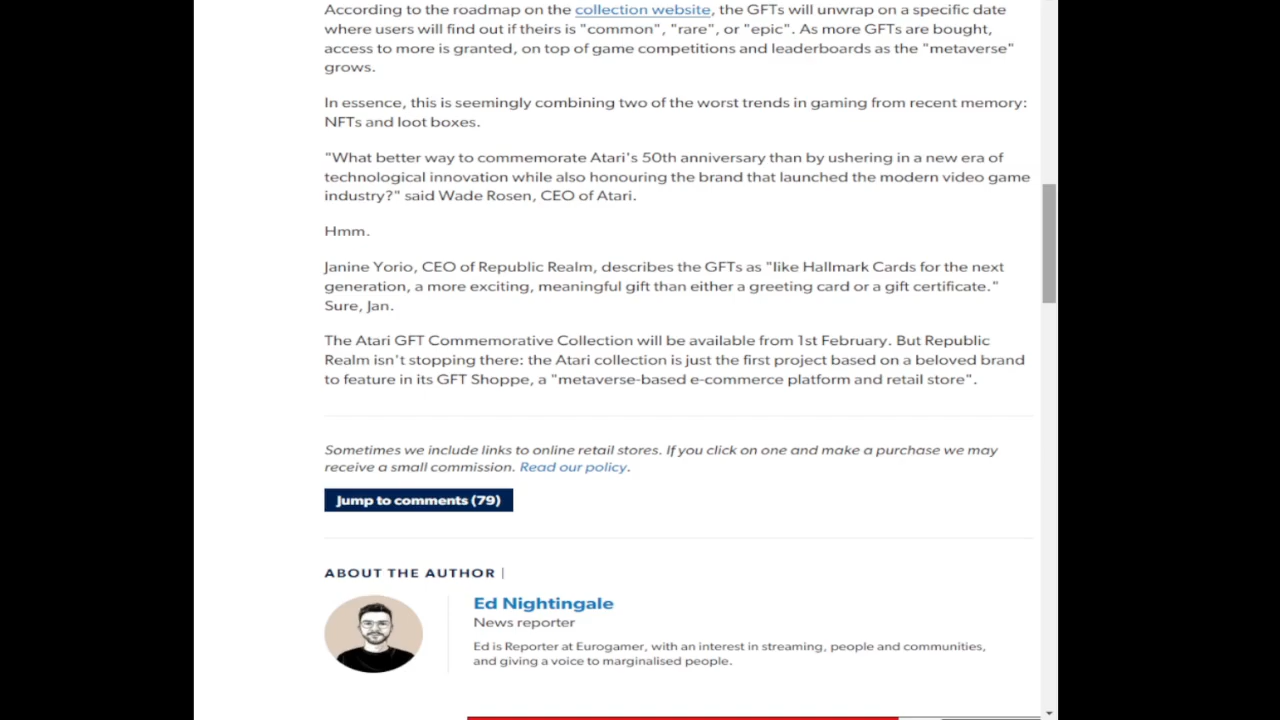 According to the roadmap on the collection website, the GFTs will unwrap on a specific date
where users will find out if theirs is "common", "rare", or "epic". As more GFTs are bought,
access to more is granted, on top of game competitions and leaderboards as the "metaverse"
grows.
In essence, this is seemingly combining two of the worst trends in gaming from recent memory:
NFTs and loot boxes.
"What better way to commemorate Atari's 50th anniversary than by ushering in a new era of
technological innovation while also honouring the brand that launched the modern video game
industry?" said Wade Rosen, CEO of Atari.
Hmm.
Janine Yorio, CEO of Republic Realm, describes the GFTs as "like Hallmark Cards for the next
generation, a more exciting, meaningful gift than either a greeting card or a gift certificate."
Sure, Jan.
The Atari GFT Commemorative Collection will be available from 1st February. But Republic
Realm isn't stopping there: the Atari collection is just the first project based on a beloved brand
to feature in its GFT Shoppe, a "metaverse-based e-commerce platform and retail store".
Sometimes we include links to online retail stores. If you click on one and make a purchase we may
receive a small commission. Read our policy.
Jump to comments (79)
ABOUT THE AUTHOR |
Ed Nightingale
News reporter
Ed is Reporter at Eurogamer, with an interest in streaming, people and communities,
and giving a voice to marginalised people.